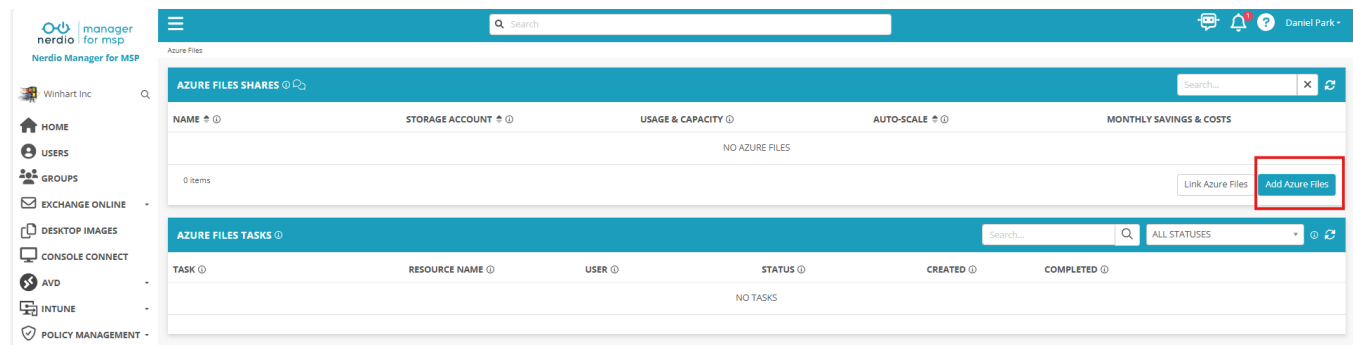 manager
nerdio for msp
Nerdio Manager for MSP
Winhart Inc
HOME
USERS
GROUPS
EXCHANGE ONLINE
DESKTOP IMAGES
CONSOLE CONNECT
AVD
INTUNE
POLICY MANAGEMENT
Search
1
?
Daniel Park
Azure Files
AZURE FILES SHARES
Search...
NAME STORAGE ACCOUNT USAGE & CAPACITY AUTO-SCALE MONTHLY SAVINGS & COSTS
NO AZURE FILES
0 items
Link Azure Files Add Azure Files
AZURE FILES TASKS
Search... ALL STATUSES
TASK RESOURCE NAME USER STATUS CREATED COMPLETED
NO TASKS